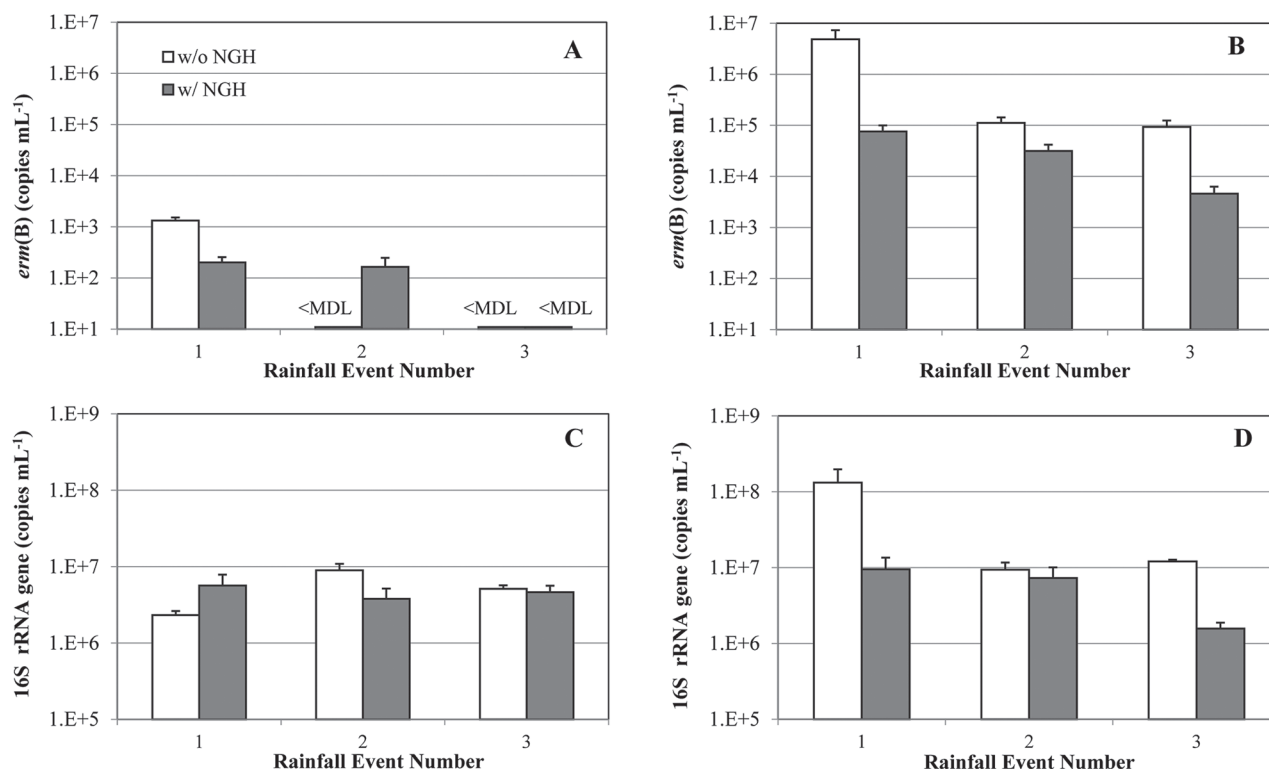 A
w/o NGH
w/ NGH
erm(B) (copies mL-1)
1.E+7
1.E+6
1.E+5
1.E+4
1.E+3
1.E+2
1.E+1
<MDL
<MDL
<MDL
1
2
3
Rainfall Event Number
B
erm(B) (copies mL-1)
1.E+7
1.E+6
1.E+5
1.E+4
1.E+3
1.E+2
1.E+1
1
2
3
Rainfall Event Number
C
16S rRNA gene (copies mL-1)
1.E+9
1.E+8
1.E+7
1.E+6
1.E+5
1
2
3
Rainfall Event Number
D
16S rRNA gene (copies mL-1)
1.E+9
1.E+8
1.E+7
1.E+6
1.E+5
1
2
3
Rainfall Event Number